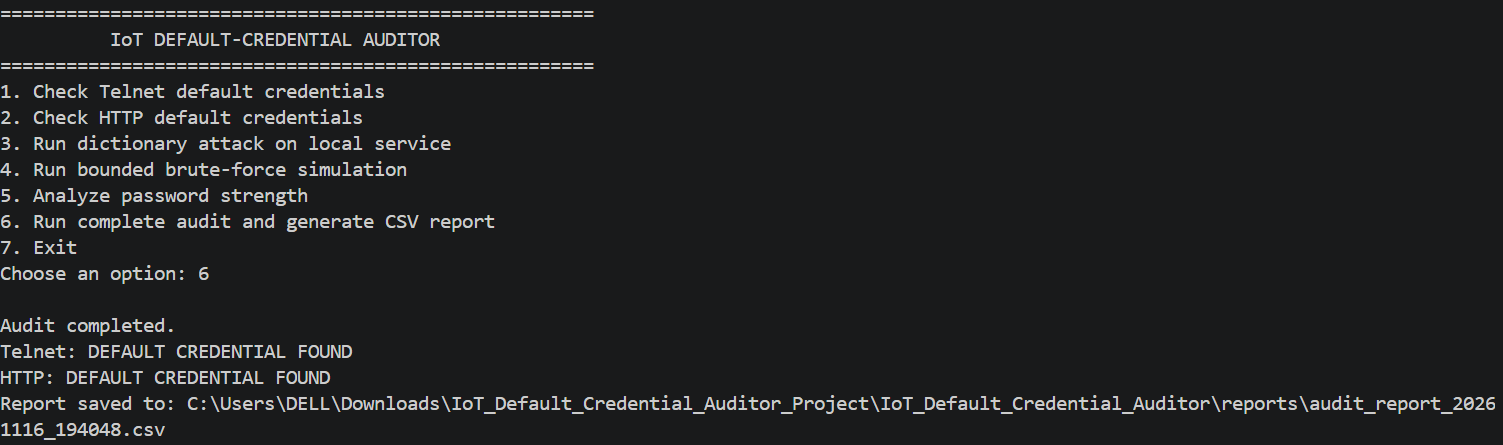 ======================================================
IoT DEFAULT-CREDENTIAL AUDITOR
======================================================
1. Check Telnet default credentials
2. Check HTTP default credentials
3. Run dictionary attack on local service
4. Run bounded brute-force simulation
5. Analyze password strength
6. Run complete audit and generate CSV report
7. Exit
Choose an option: 6
Audit completed.
Telnet: DEFAULT CREDENTIAL FOUND
HTTP: DEFAULT CREDENTIAL FOUND
Report saved to: C:\Users\DELL\Downloads\IoT_Default_Credential_Auditor_Project\IoT_Default_Credential_Auditor\reports\audit_report_2026
1116_194048.csv